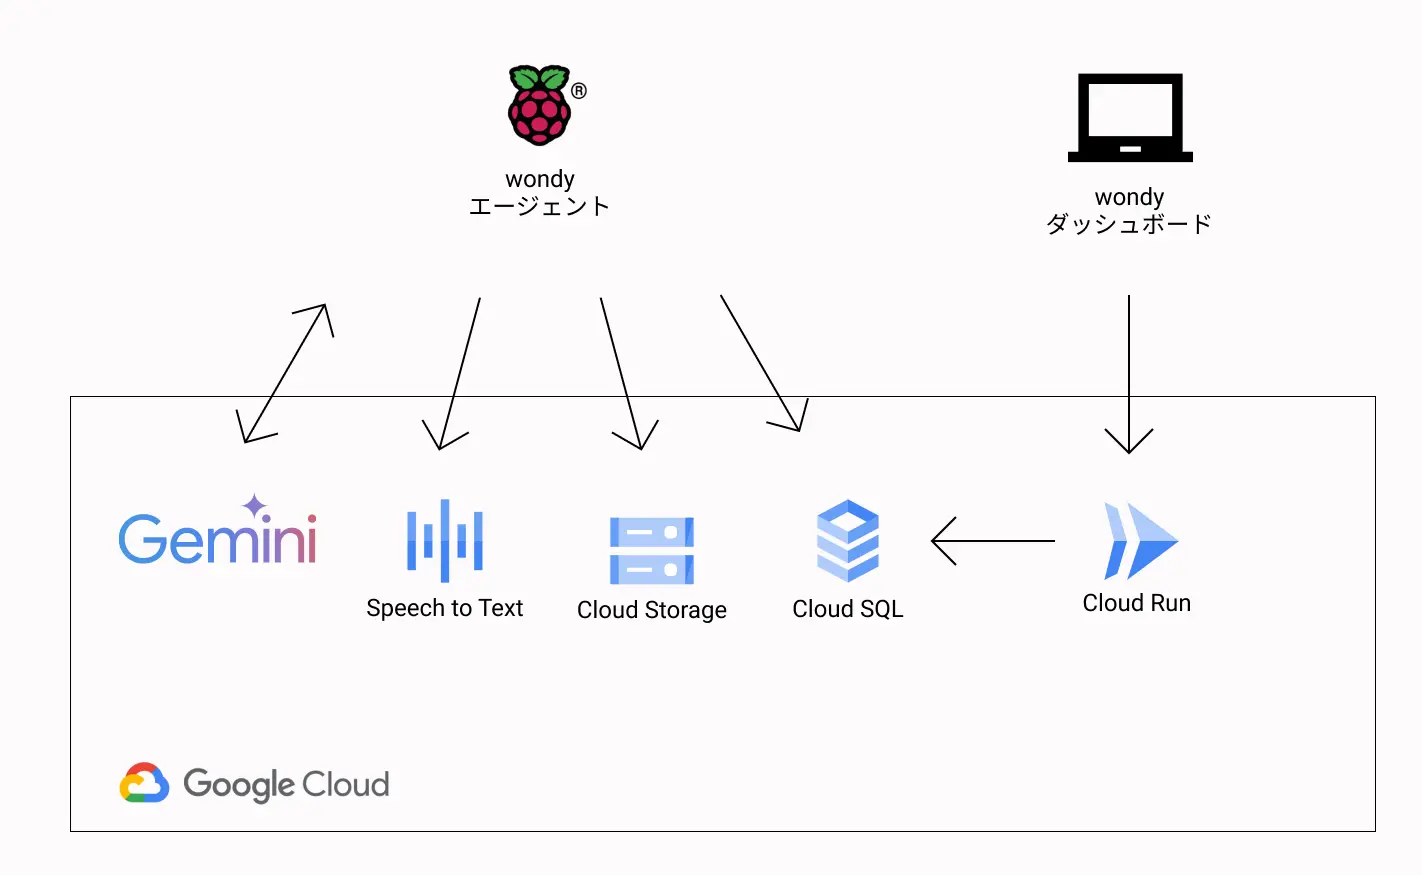 ®
wondy
エージェント
wondy
ダッシュボード
Gemini
Speech to Text
Cloud Storage
Cloud SQL
Cloud Run
Google Cloud